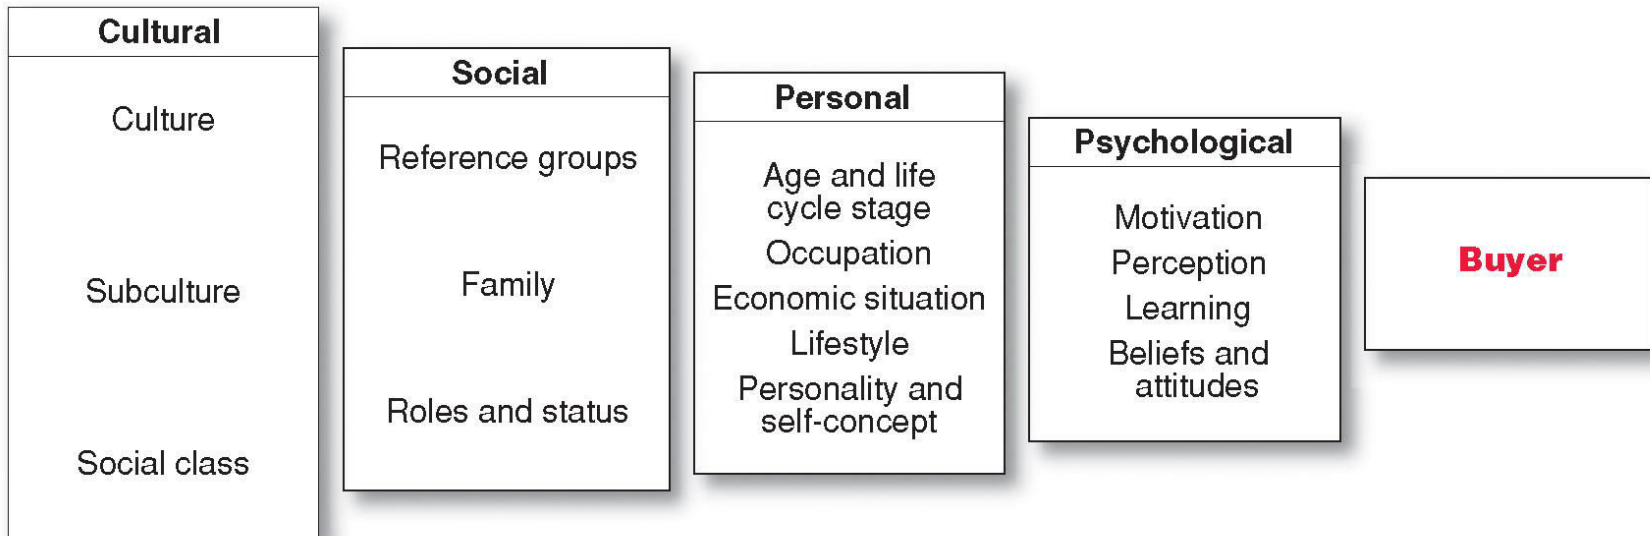 Cultural
Culture
Subculture
Social class
Social
Reference groups
Family
Roles and status
Personal
Age and life
cycle stage
Occupation
Economic situation
Lifestyle
Personality and
self-concept
Psychological
Motivation
Perception
Learning
Beliefs and
attitudes
Buyer